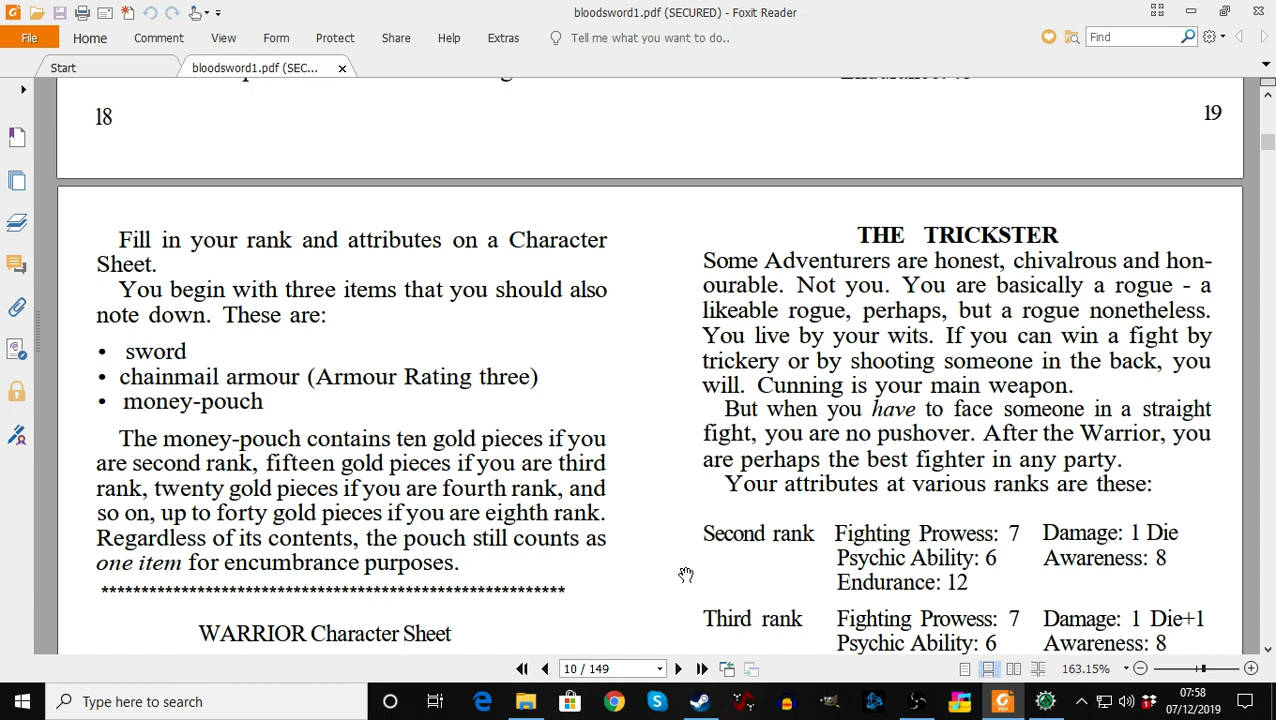 bloodsword1.pdf (SECURED) - Foxit Reader
File
Home
Comment
View
Form
Protect
Share
Help
Extras
Tell me what you want to do..
Find
Start
bloodsword1.pdf (SEC...
18
19
Fill in your rank and attributes on a Character
Sheet.
You begin with three items that you should also
note down. These are:
• sword
• chainmail armour (Armour Rating three)
• money-pouch
The money-pouch contains ten gold pieces if you
are second rank, fifteen gold pieces if you are third
rank, twenty gold pieces if you are fourth rank, and
so on, up to forty gold pieces if you are eighth rank.
Regardless of its contents, the pouch still counts as
one item for encumbrance purposes.
**********************************************************
WARRIOR Character Sheet
THE TRICKSTER
Some Adventurers are honest, chivalrous and hon-
ourable. Not you. You are basically a rogue - a
likeable rogue, perhaps, but a rogue nonetheless.
You live by your wits. If you can win a fight by
trickery or by shooting someone in the back, you
will. Cunning is your main weapon.
But when you have to face someone in a straight
fight, you are no pushover. After the Warrior, you
are perhaps the best fighter in any party.
Your attributes at various ranks are these:
Second rank Fighting Prowess: 7 Damage: 1 Die
Psychic Ability: 6 Awareness: 8
Endurance: 12
Third rank Fighting Prowess: 7 Damage: 1 Die+1
Psychic Ability: 6 Awareness: 8
10 / 149
163.15%
Type here to search
07:58
07/12/2019